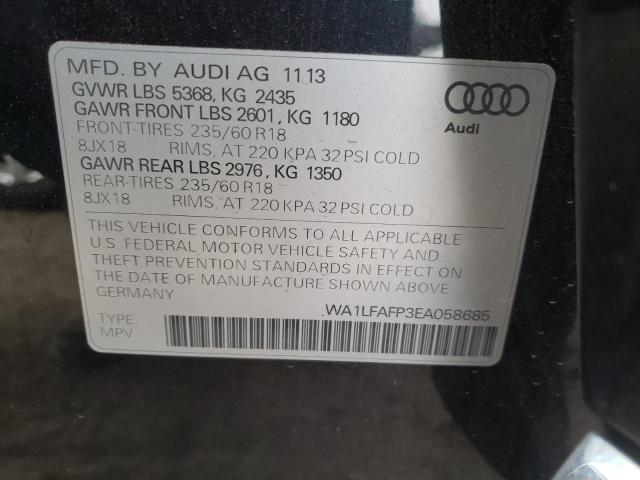 MFD. BY AUDI AG 11 13
GVWR LBS 5368, KG 2435
GAWR FRONT LBS 2601, KG 1180
FRONT-TIRES 235/60 R18
8JX18 RIMS, AT 220 KPA 32 PSI COLD
GAWR REAR LBS 2976, KG 1350
REAR-TIRES 235/60 R18
8JX18 RIMS, AT 220 KPA 32 PSI COLD
THIS VEHICLE CONFORMS TO ALL APPLICABLE
U.S. FEDERAL MOTOR VEHICLE SAFETY AND
THEFT PREVENTION STANDARDS IN EFFECT ON
THE DATE OF MANUFACTURE SHOWN ABOVE
GERMANY
WA1LFAFP3EA058685
TYPE
MPV
Audi